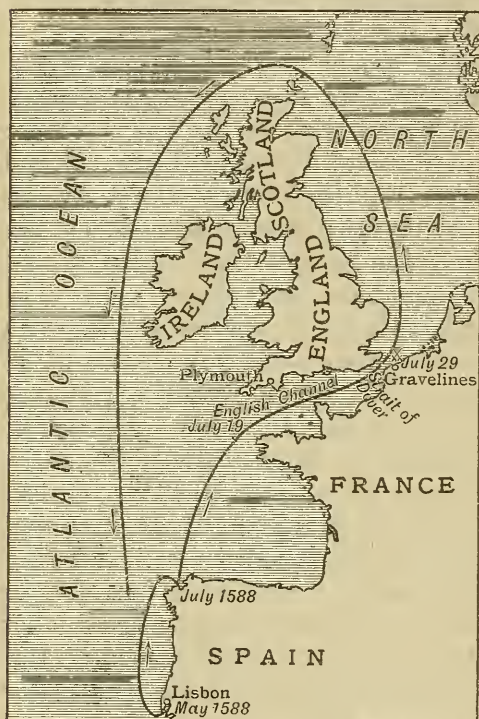 NORTH
SEA
ATLANTIC OCEAN
SCOTLAND
IRELAND
ENGLAND
Plymouth
English Channel
July 19
July 29
Gravelines
Strait of
Dover
FRANCE
July 1588
SPAIN
Lisbon
May 1588